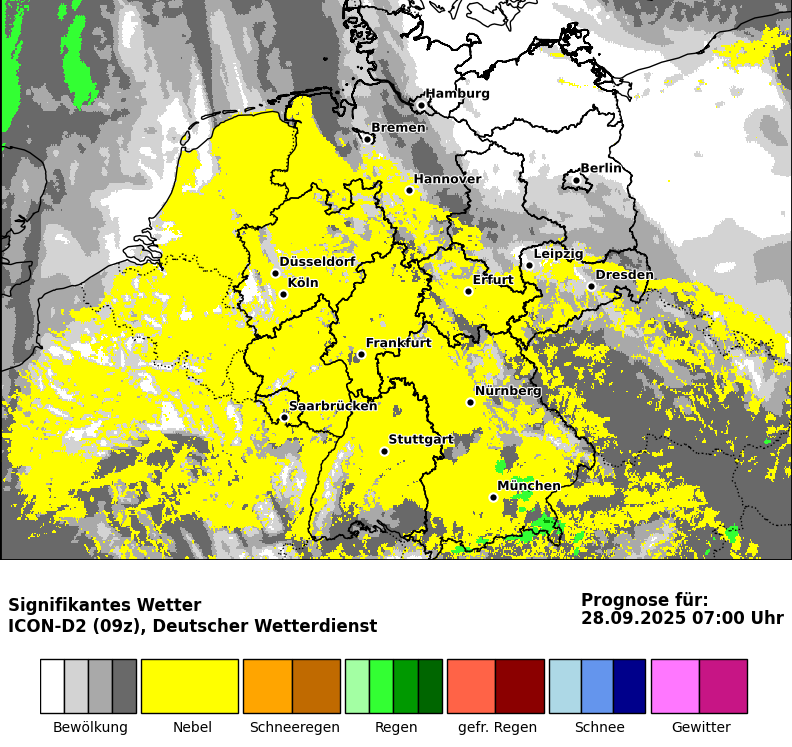 Hamburg
Bremen
Berlin
Hannover
Leipzig
Düsseldorf
Dresden
Köln
Erfurt
Frankfurt
Nürnberg
Saarbrücken
Stuttgart
München
Signifikantes Wetter
ICON-D2 (09z), Deutscher Wetterdienst
Prognose für:
28.09.2025 07:00 Uhr
Bewölkung Nebel Schneeregen Regen gefr. Regen Schnee Gewitter